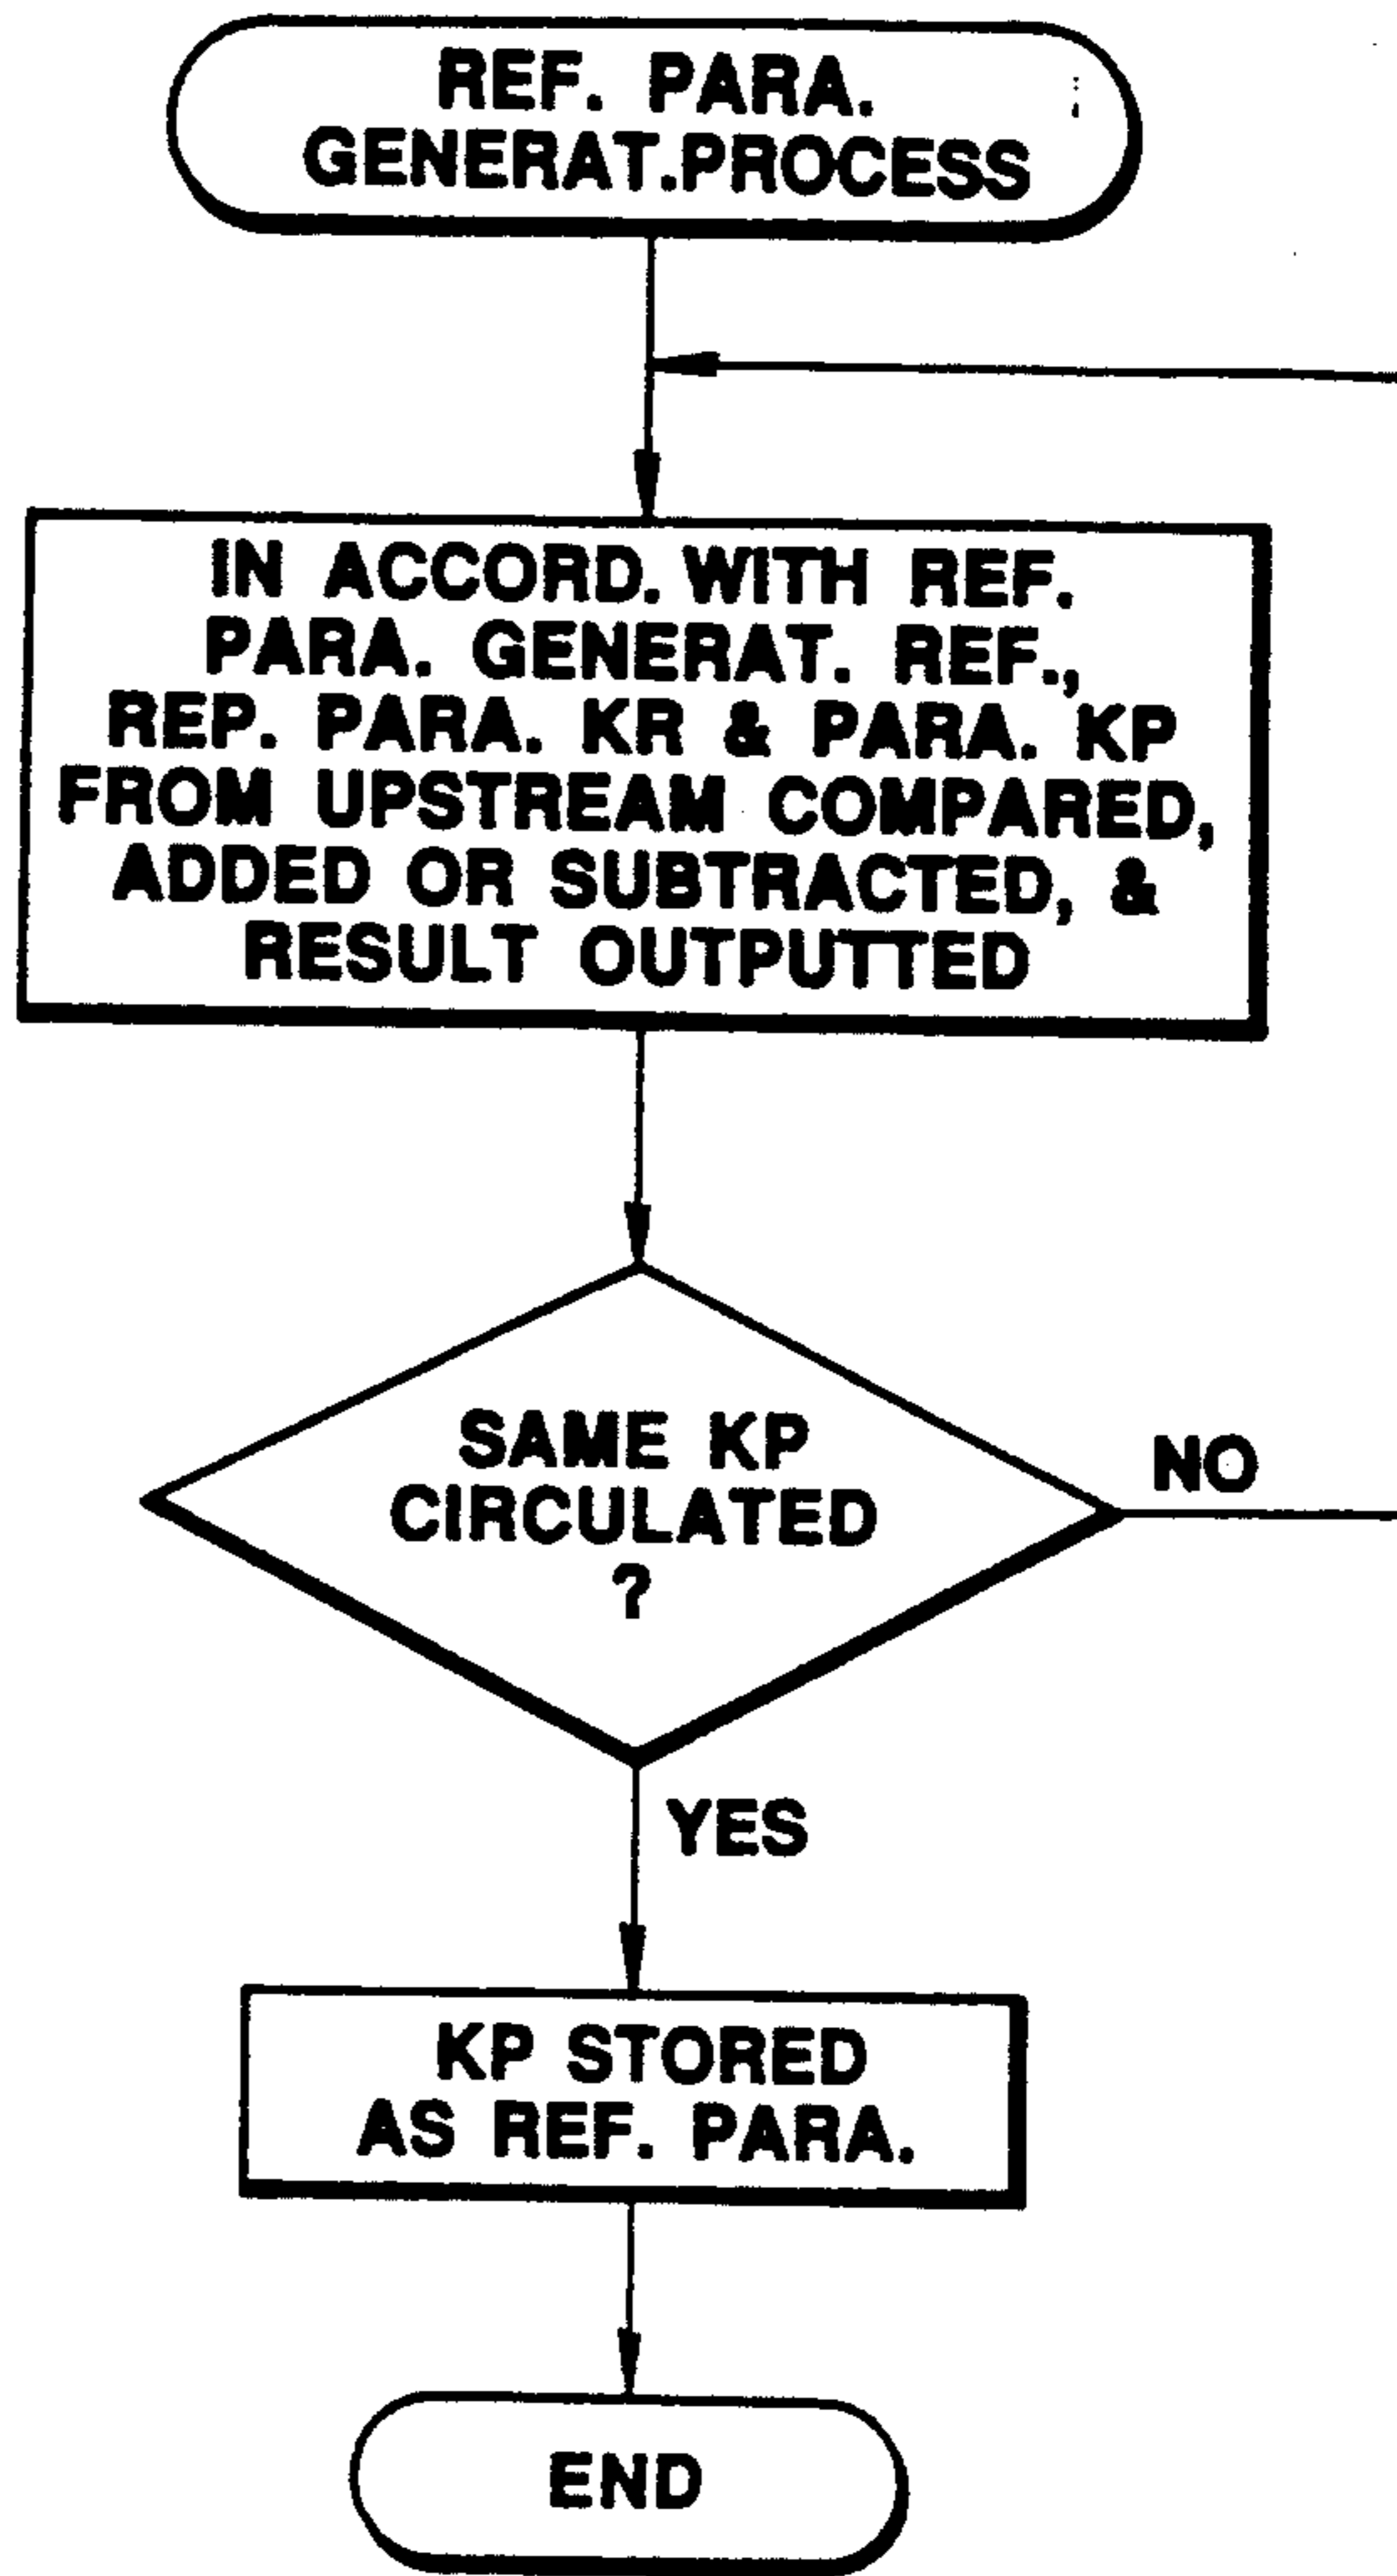 REF. PARA.
GENERAT.PROCESS
IN ACCORD. WITH REF.
PARA. GENERAT. REF.,
REP. PARA. KR & PARA. KP
FROM UPSTREAM COMPARED,
ADDED OR SUBTRACTED, &
RESULT OUTPUTTED
SAME KP
CIRCULATED
?
NO
YES
KP STORED
AS REF. PARA.
END